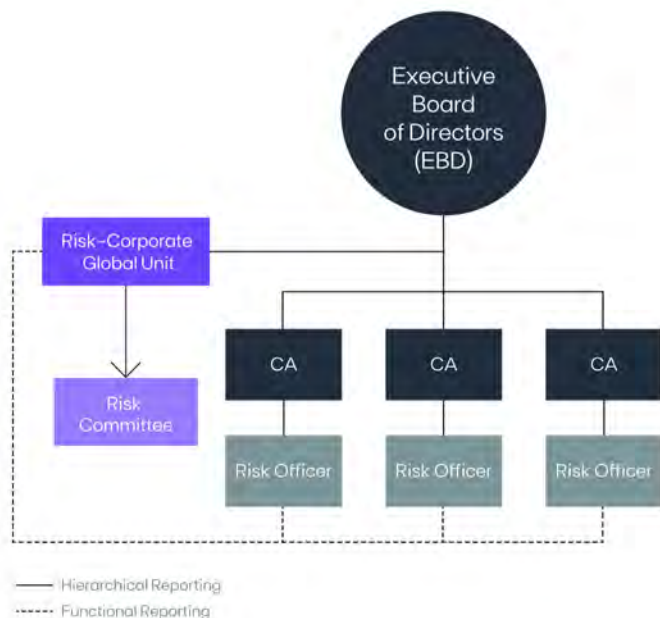 Executive
Board
of Directors
(EBD)
Risk-Corporate
Global Unit
CA
CA
CA
Risk
Committee
Risk Officer
Risk Officer
Risk Officer
Hierarchical Reporting
Functional Reporting